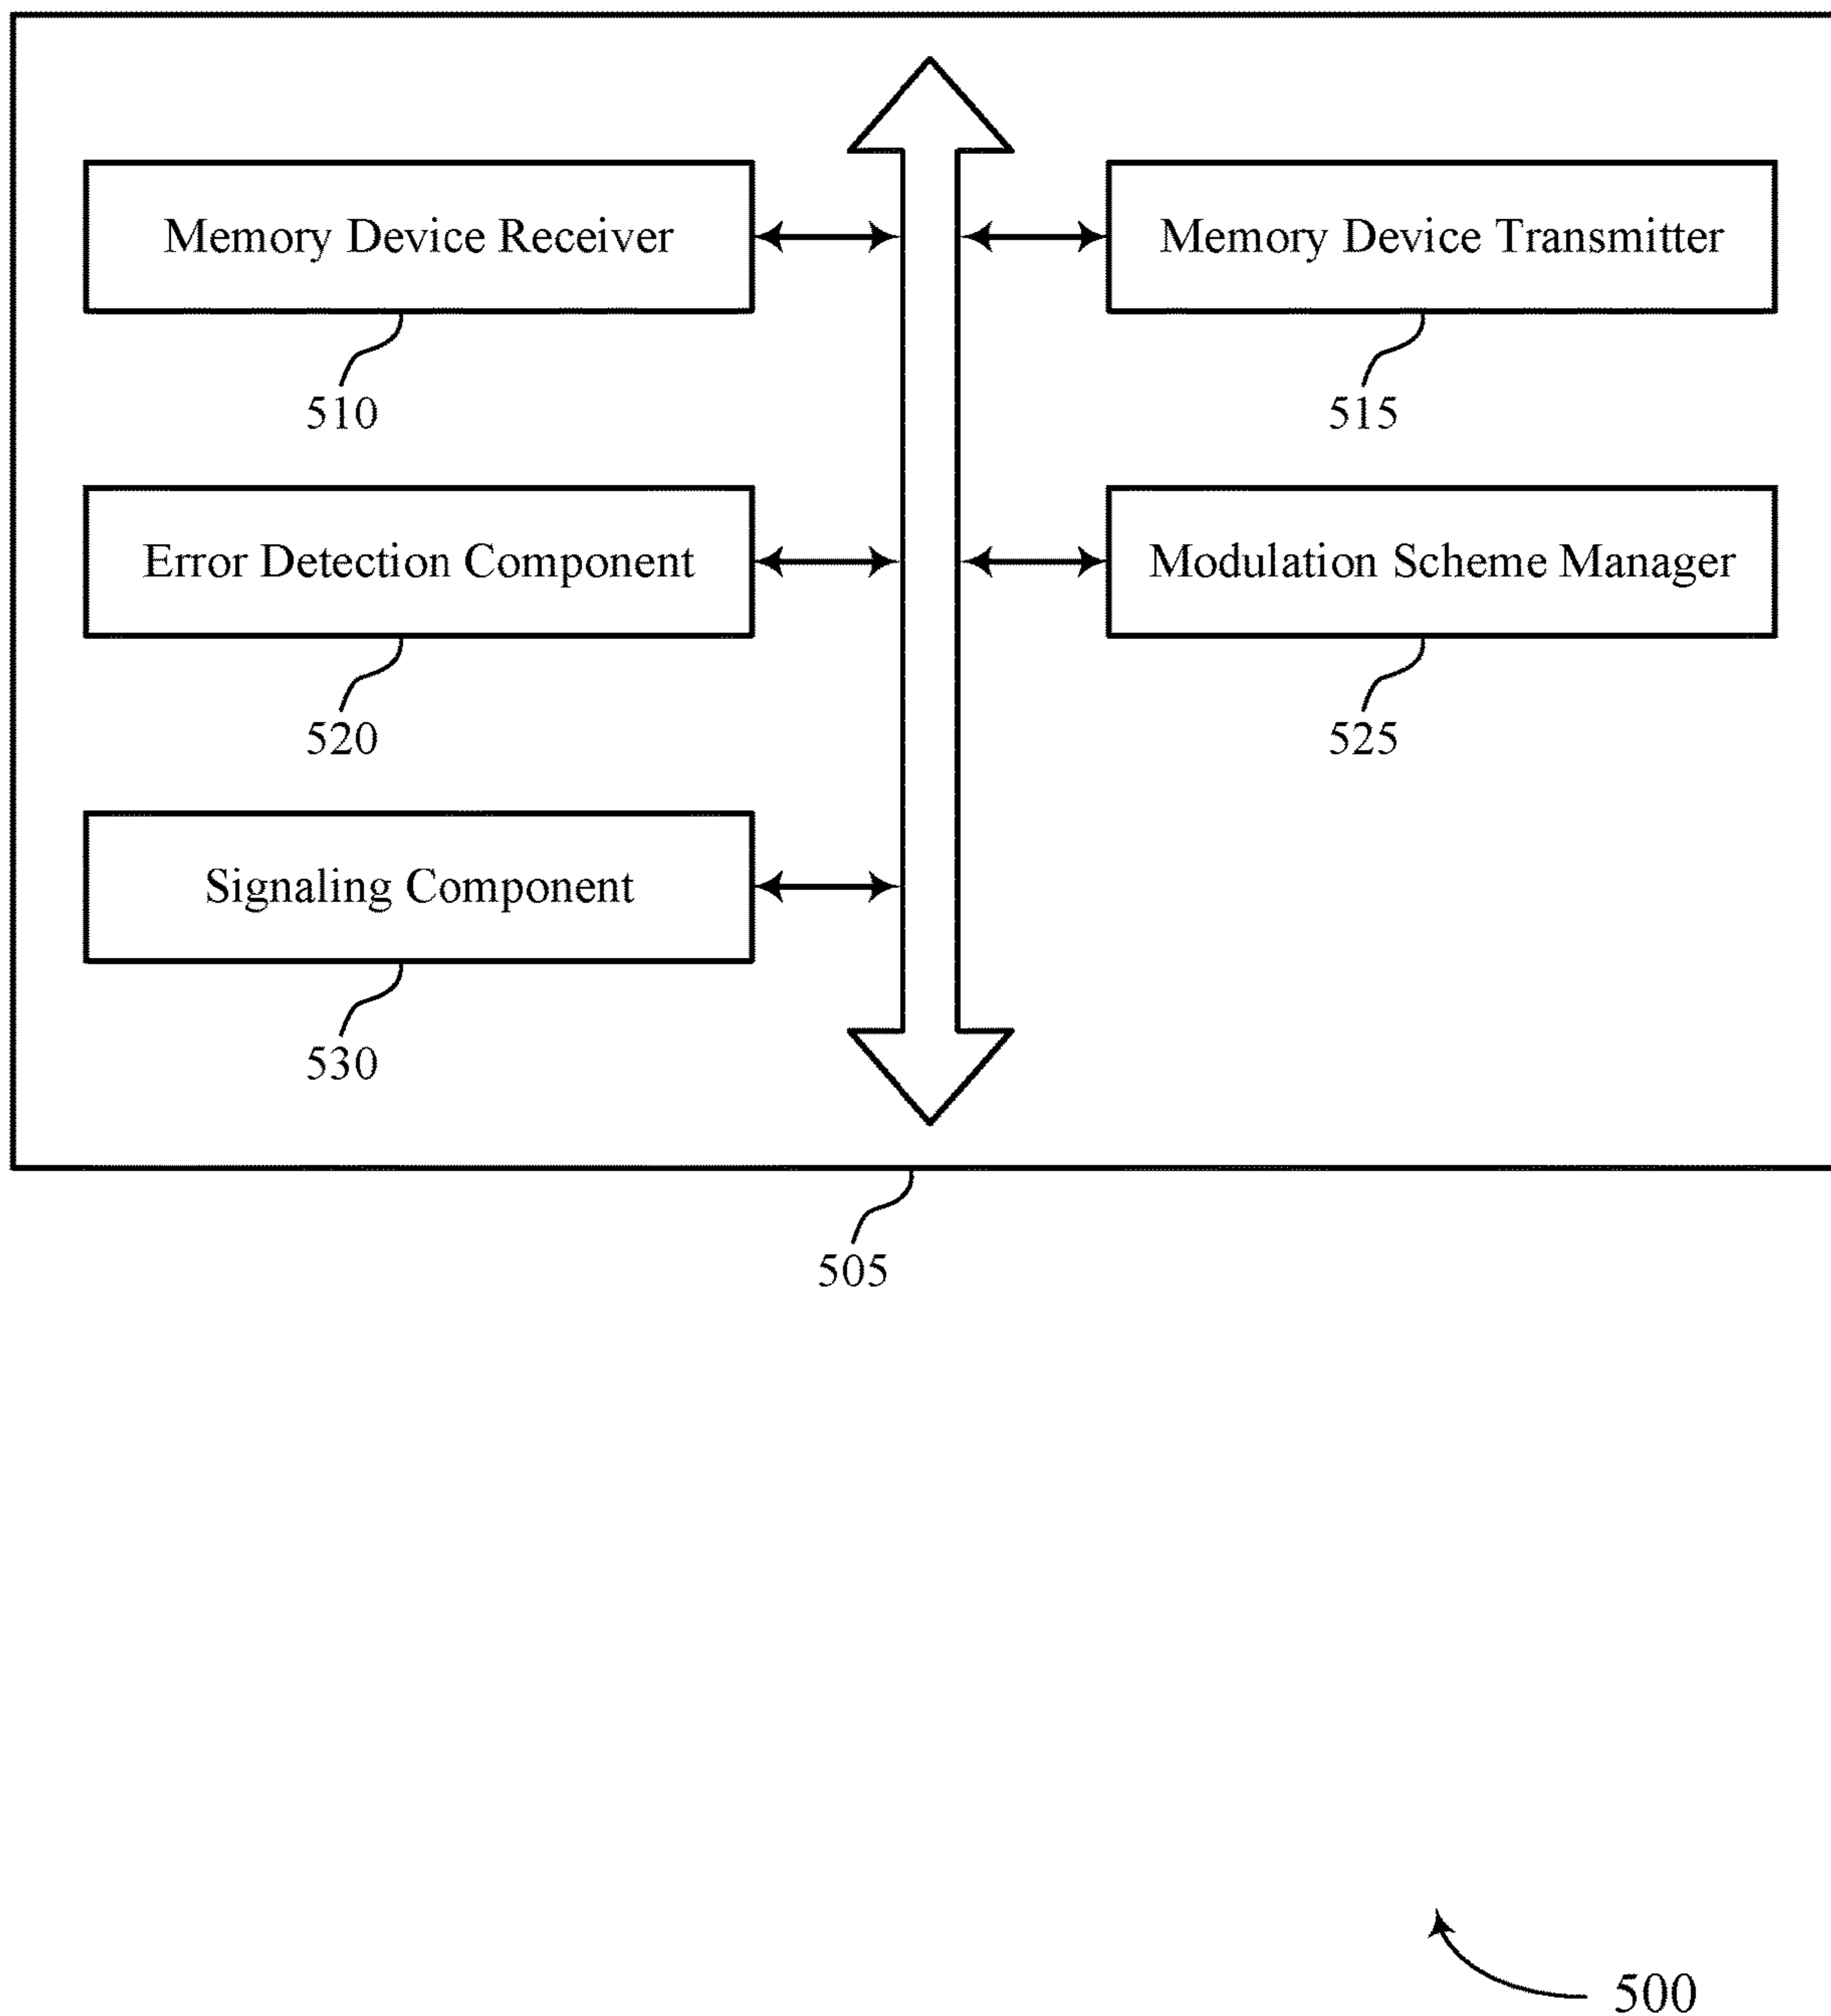 Memory Device Receiver
510
Memory Device Transmitter
515
Error Detection Component
520
Modulation Scheme Manager
525
Signaling Component
530
505
500